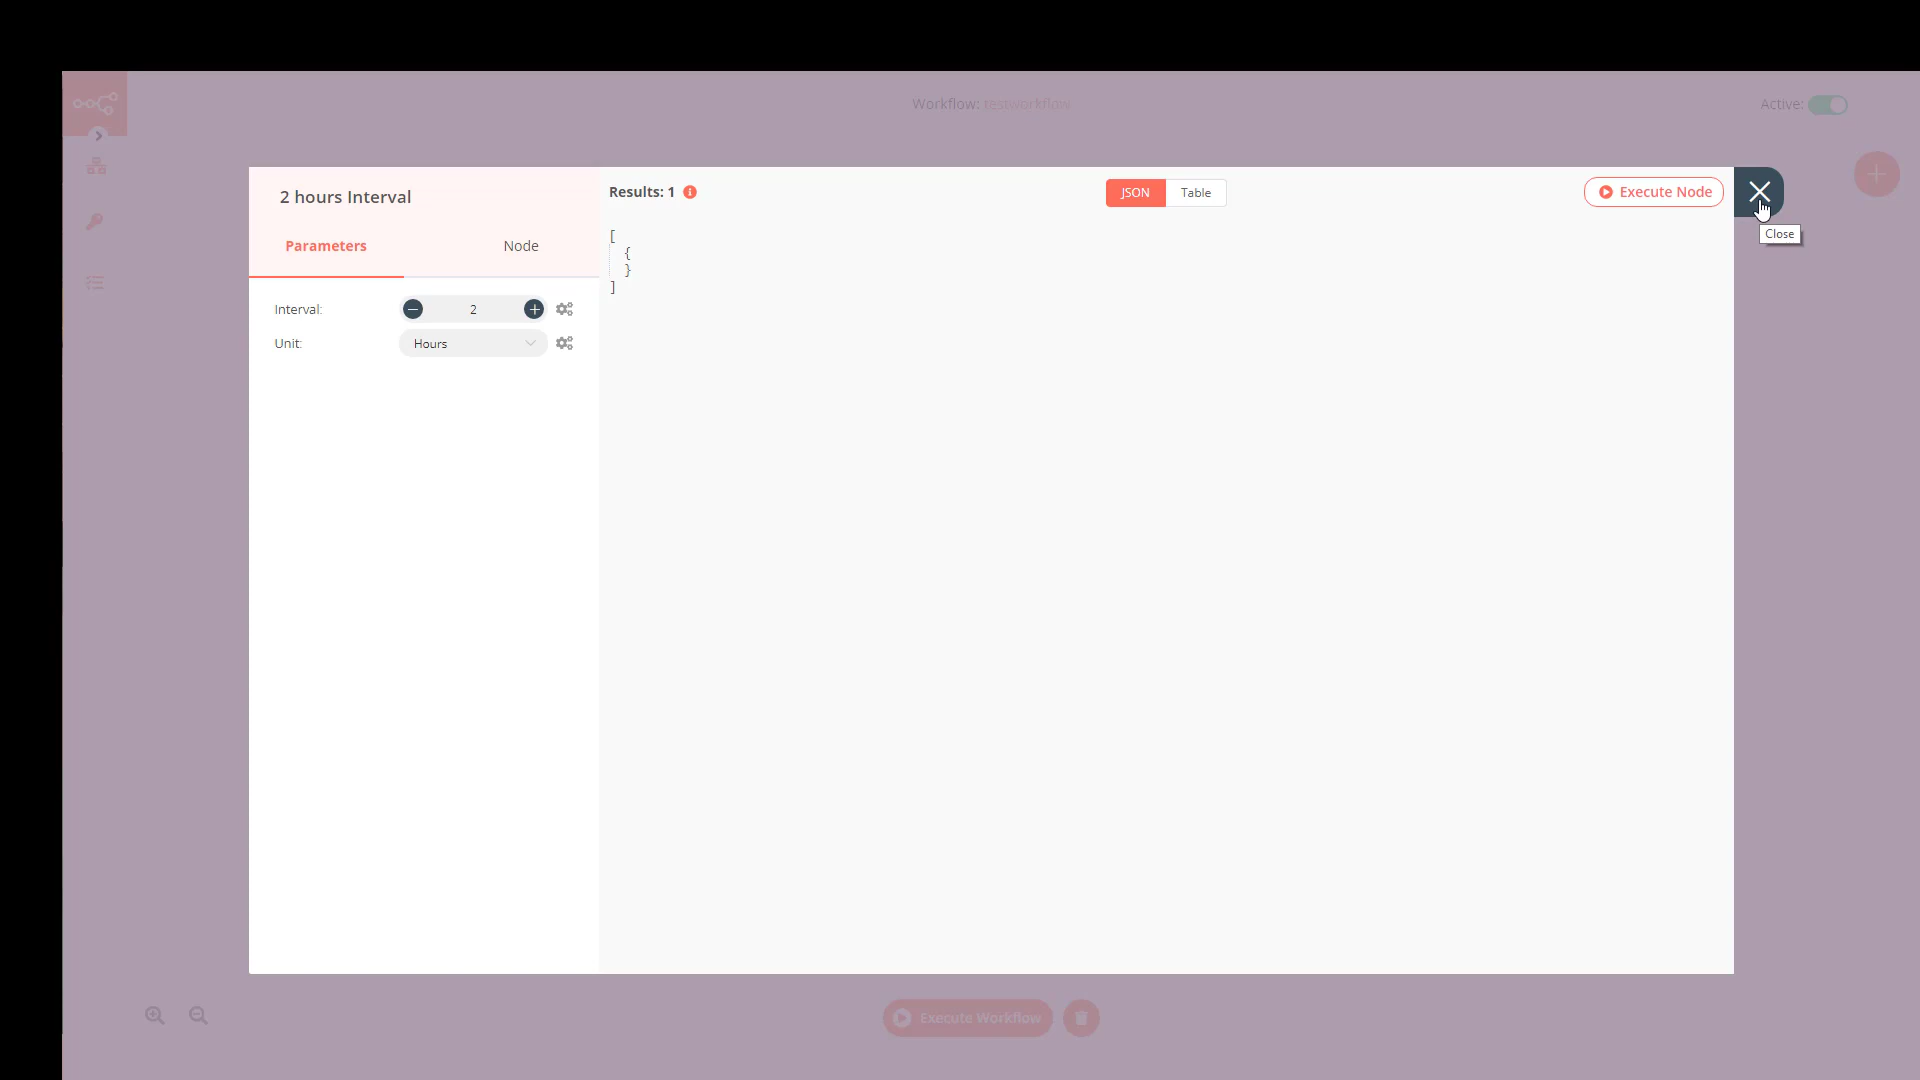 Workflow: testworkflow
Active:
2 hours Interval
Results: 1
JSON
Table
Execute Node
Close
Parameters
Node
[
{
}
]
Interval:
2
Unit:
Hours
Execute Workflow